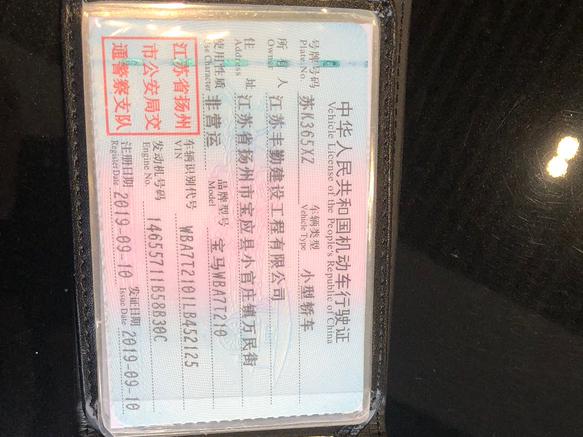 中华人民共和国机动车行驶证
Vehicle License of the People's Republic of China
号牌号码 苏K365YZ 车辆类型 小型轿车
Plate No. Vehicle Type
所有人 江苏丰勤建设工程有限公司
Owner
住址 江苏省扬州市宝应县小官庄镇万民街
Address
使用性质 非营运 品牌型号 宝马WBA7T210
Use Character Model
江苏省扬州
市公安局交
通警察支队
车辆识别代号 WBA7T2101LB452125
VIN
发动机号码 14655711B58B30C
Engine No.
注册日期 2019-09-10 发证日期 2019-09-10
Register Date Issue Date